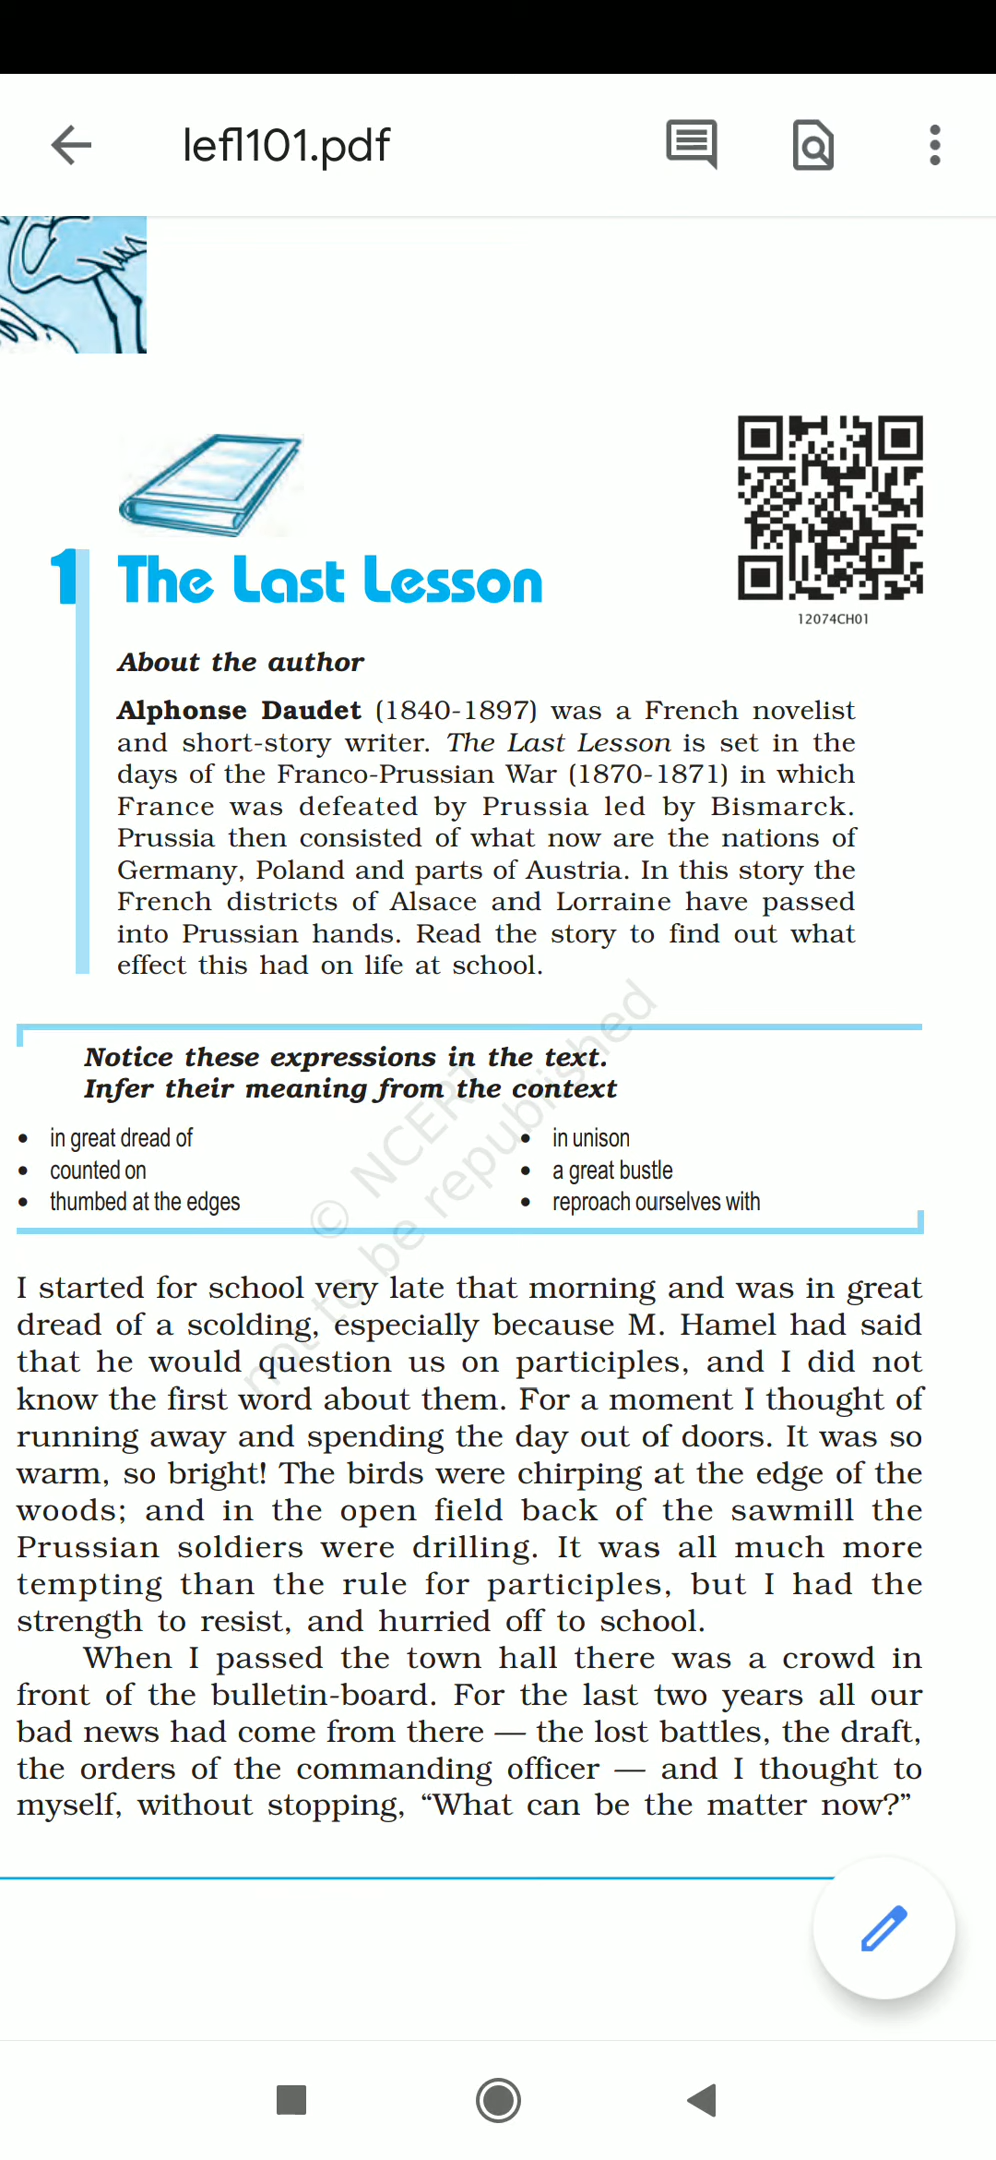 lefl101.pdf
12074CH01
1 The Last Lesson
About the author
Alphonse Daudet (1840-1897) was a French novelist
and short-story writer. The Last Lesson is set in the
days of the Franco-Prussian War (1870-1871) in which
France was defeated by Prussia led by Bismarck.
Prussia then consisted of what now are the nations of
Germany, Poland and parts of Austria. In this story the
French districts of Alsace and Lorraine have passed
into Prussian hands. Read the story to find out what
effect this had on life at school.
Notice these expressions in the text.
Infer their meaning from the context
• in great dread of
• counted on
• thumbed at the edges
• in unison
• a great bustle
• reproach ourselves with
© NCERT
not to be republished
I started for school very late that morning and was in great
dread of a scolding, especially because M. Hamel had said
that he would question us on participles, and I did not
know the first word about them. For a moment I thought of
running away and spending the day out of doors. It was so
warm, so bright! The birds were chirping at the edge of the
woods; and in the open field back of the sawmill the
Prussian soldiers were drilling. It was all much more
tempting than the rule for participles, but I had the
strength to resist, and hurried off to school.
When I passed the town hall there was a crowd in
front of the bulletin-board. For the last two years all our
bad news had come from there — the lost battles, the draft,
the orders of the commanding officer — and I thought to
myself, without stopping, “What can be the matter now?”